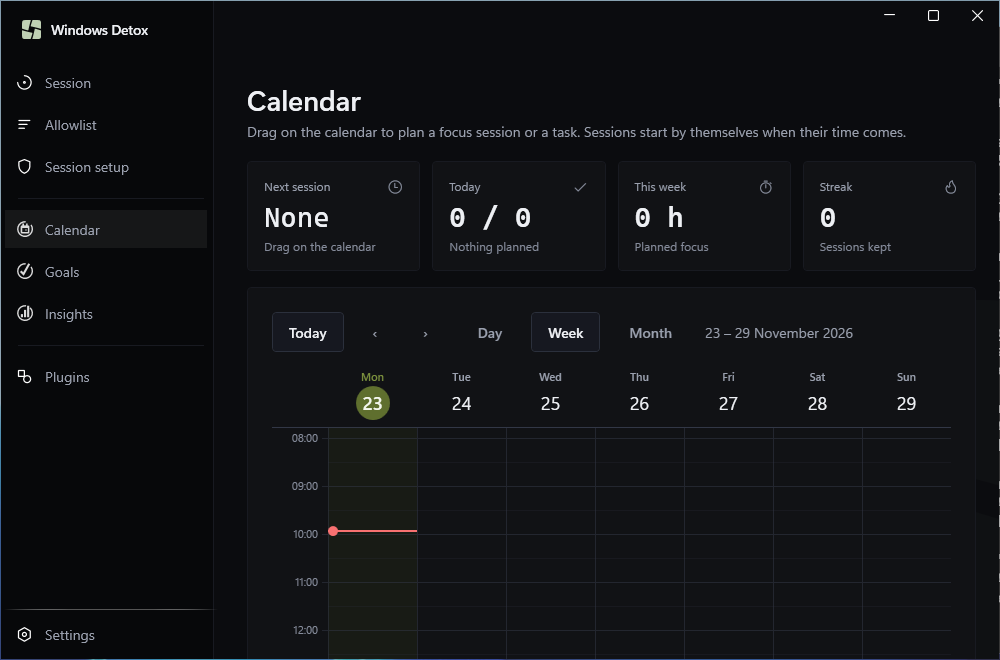 Windows Detox
Session
Allowlist
Session setup
Calendar
Goals
Insights
Plugins
Settings
Calendar
Drag on the calendar to plan a focus session or a task. Sessions start by themselves when their time comes.
Next session
None
Drag on the calendar
Today
0 / 0
Nothing planned
This week
0 h
Planned focus
Streak
0
Sessions kept
Today ‹ › Day Week Month 23 – 29 November 2026
Mon Tue Wed Thu Fri Sat Sun
23 24 25 26 27 28 29
08:00
09:00
10:00
11:00
12:00